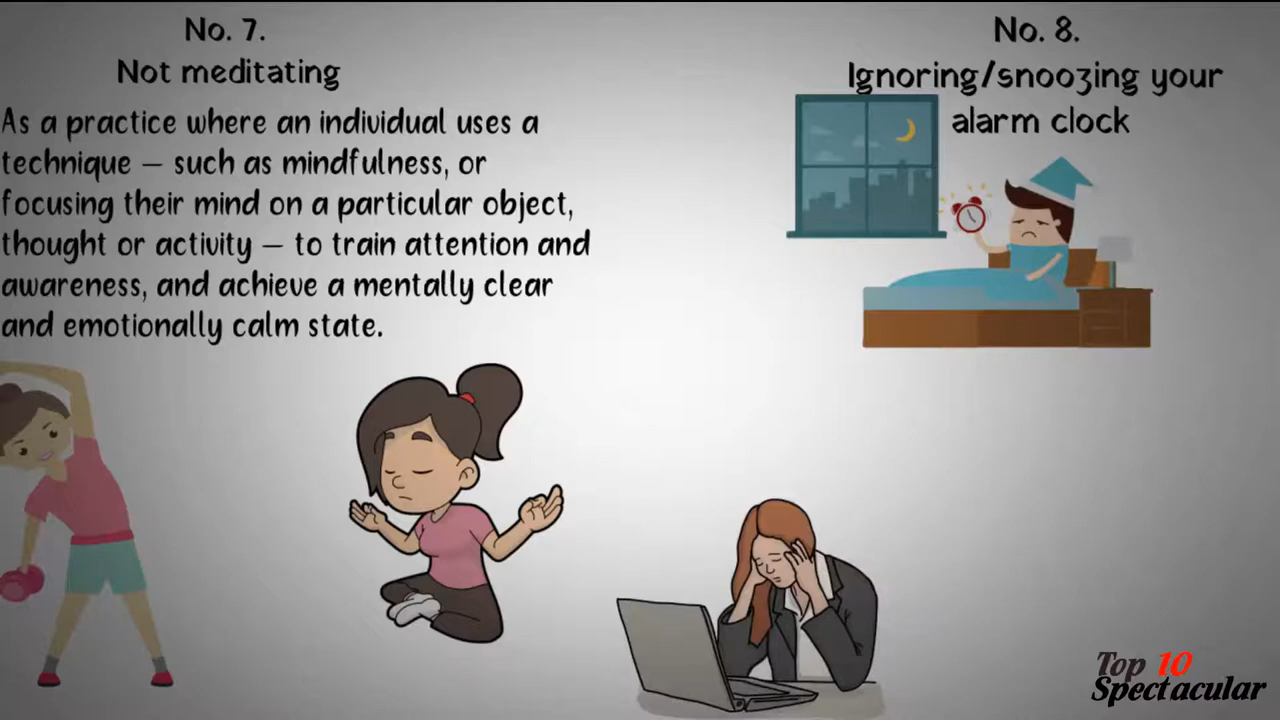 No. 7.
Not meditating
As a practice where an individual uses a
technique – such as mindfulness, or
focusing their mind on a particular object,
thought or activity – to train attention and
awareness, and achieve a mentally clear
and emotionally calm state.
No. 8.
Ignoring/snoozing your
alarm clock
Top 10
Spectacular